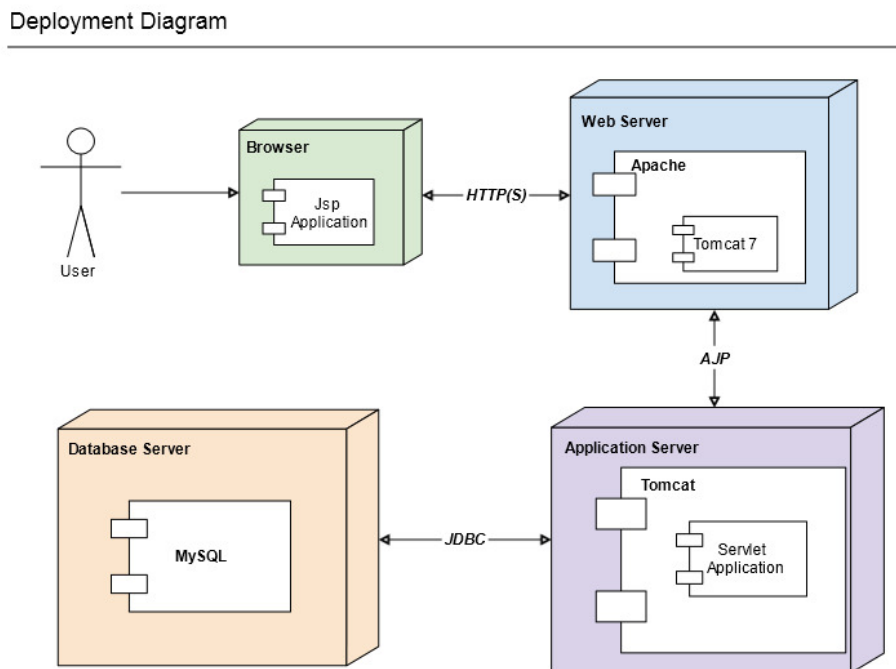 Deployment Diagram
User
Browser
Jsp
Application
HTTP(S)
Web Server
Apache
Tomcat 7
AJP
Database Server
MySQL
JDBC
Application Server
Tomcat
Servlet
Application